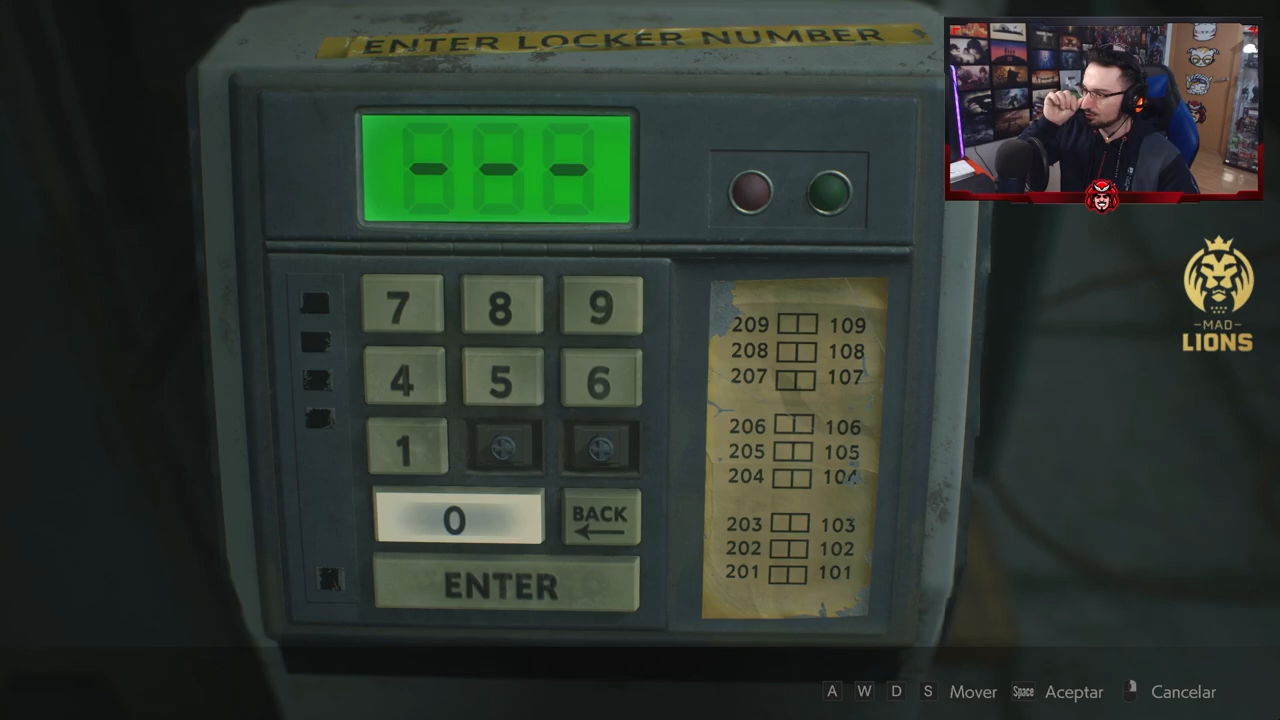 ENTER LOCKER NUMBER
7 8 9
4 5 6
1
0 BACK
ENTER
209 109
208 108
207 107
206 106
205 105
204 104
203 103
202 102
201 101
-MAD-
LIONS
A W D S Mover Space Aceptar Cancelar